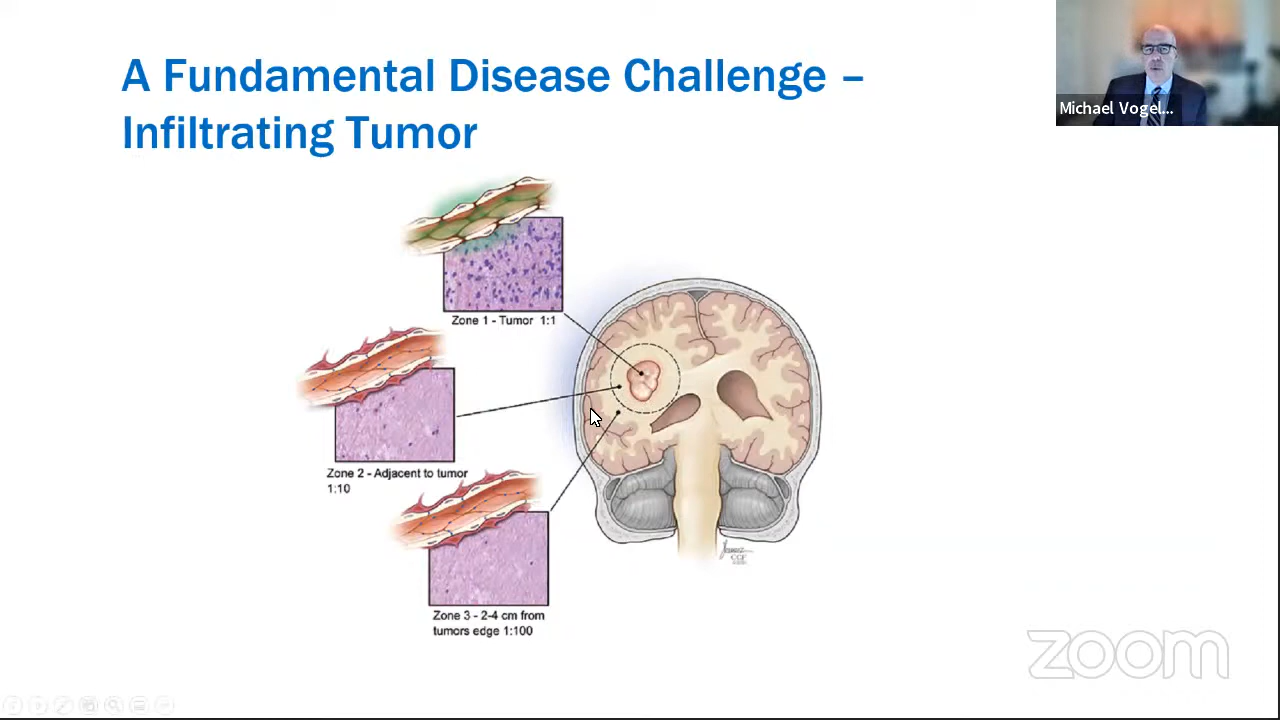 A Fundamental Disease Challenge –
Infiltrating Tumor
Michael Vogel...
Zone 1 - Tumor 1:1
Zone 2 - Adjacent to tumor
1:10
Zone 3 - 2-4 cm from
tumors edge 1:100
CCF
zoom